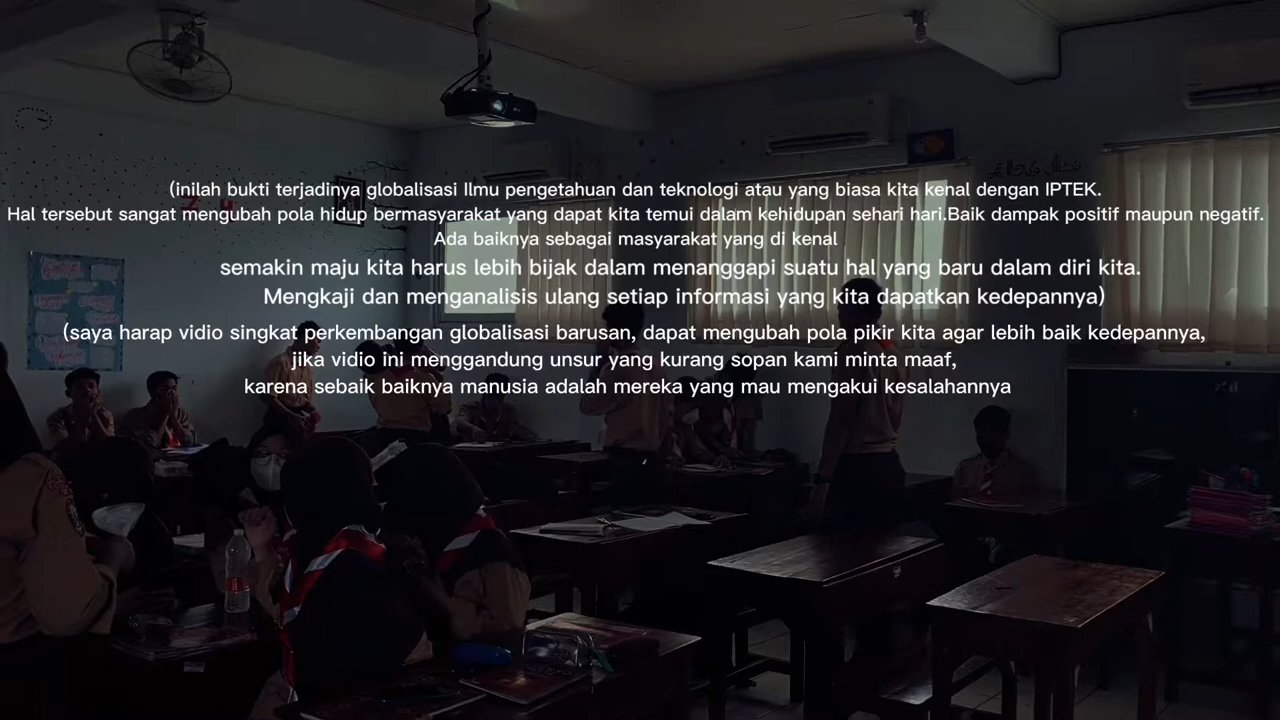 (inilah bukti terjadinya globalisasi Ilmu pengetahuan dan teknologi atau yang biasa kita kenal dengan IPTEK.
Hal tersebut sangat mengubah pola hidup bermasyarakat yang dapat kita temui dalam kehidupan sehari hari.Baik dampak positif maupun negatif.
Ada baiknya sebagai masyarakat yang di kenal
semakin maju kita harus lebih bijak dalam menanggapi suatu hal yang baru dalam diri kita.
Mengkaji dan menganalisis ulang setiap informasi yang kita dapatkan kedepannya)
(saya harap vidio singkat perkembangan globalisasi barusan, dapat mengubah pola pikir kita agar lebih baik kedepannya,
jika vidio ini menggandung unsur yang kurang sopan kami minta maaf,
karena sebaik baiknya manusia adalah mereka yang mau mengakui kesalahannya